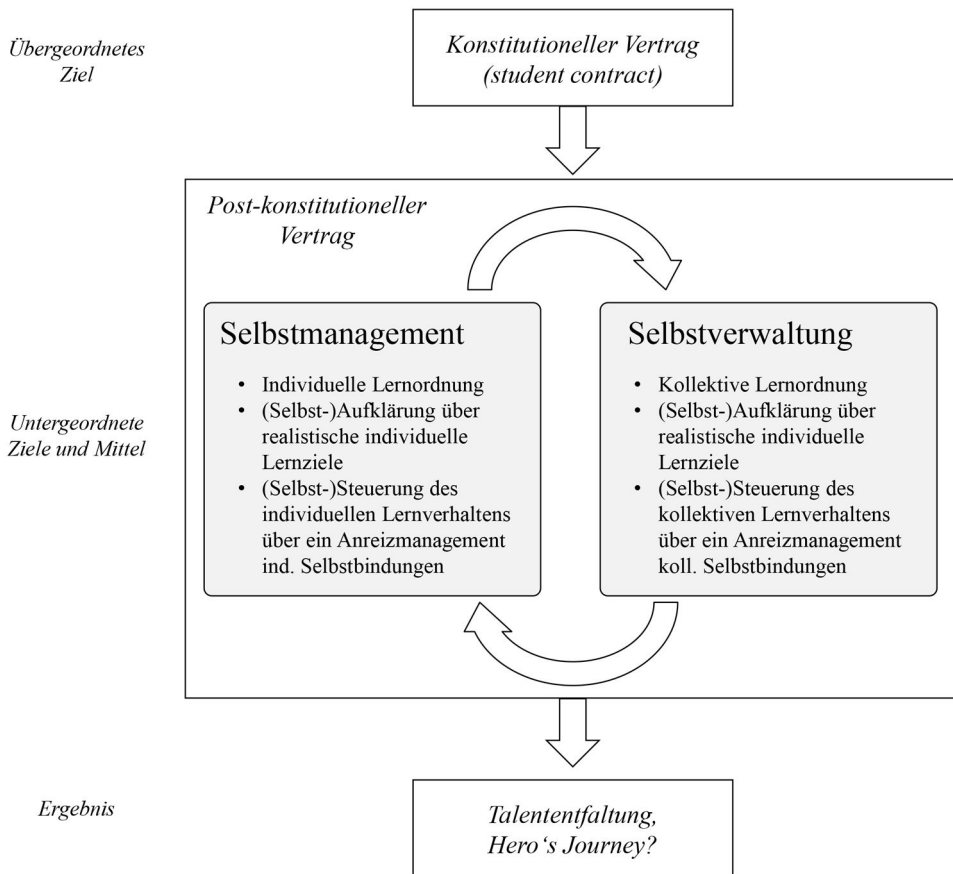 Übergeordnetes
Ziel
Konstitutioneller Vertrag
(student contract)
Post-konstitutioneller
Vertrag
Untergeordnete
Ziele und Mittel
Selbstmanagement
• Individuelle Lernordnung
• (Selbst-)Aufklärung über
realistische individuelle
Lernziele
• (Selbst-)Steuerung des
individuellen Lernverhaltens
über ein Anreizmanagement
ind. Selbstbindungen
Selbstverwaltung
• Kollektive Lernordnung
• (Selbst-)Aufklärung über
realistische individuelle
Lernziele
• (Selbst-)Steuerung des
kollektiven Lernverhaltens
über ein Anreizmanagement
koll. Selbstbindungen
Ergebnis
Talententfaltung,
Hero‘s Journey?